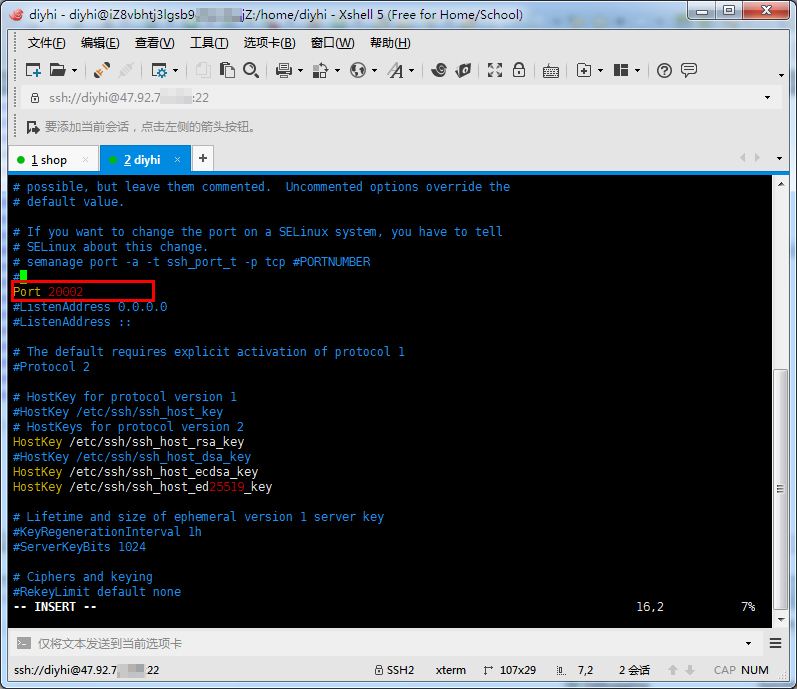 diyhi - diyhi@iZ8vbhtj3lgsb9 jZ:/home/diyhi - Xshell 5 (Free for Home/School)
文件(F) 编辑(E) 查看(V) 工具(T) 选项卡(B) 窗口(W) 帮助(H)
ssh://diyhi@47.92.7 :22
要添加当前会话，点击左侧的箭头按钮。
1 shop × 2 diyhi × +
# possible, but leave them commented.  Uncommented options override the
# default value.
# If you want to change the port on a SELinux system, you have to tell
# SELinux about this change.
# semanage port -a -t ssh_port_t -p tcp #PORTNUMBER
#
Port 20002
#ListenAddress 0.0.0.0
#ListenAddress ::
# The default requires explicit activation of protocol 1
#Protocol 2
# HostKey for protocol version 1
#HostKey /etc/ssh/ssh_host_key
# HostKeys for protocol version 2
HostKey /etc/ssh/ssh_host_rsa_key
#HostKey /etc/ssh/ssh_host_dsa_key
HostKey /etc/ssh/ssh_host_ecdsa_key
HostKey /etc/ssh/ssh_host_ed25519_key
# Lifetime and size of ephemeral version 1 server key
#KeyRegenerationInterval 1h
#ServerKeyBits 1024
# Ciphers and keying
#RekeyLimit default none
-- INSERT -- 16,2 7%
仅将文本发送到当前选项卡
ssh://diyhi@47.92.7 :22 SSH2 xterm 107x29 7,2 2 会话 CAP NUM